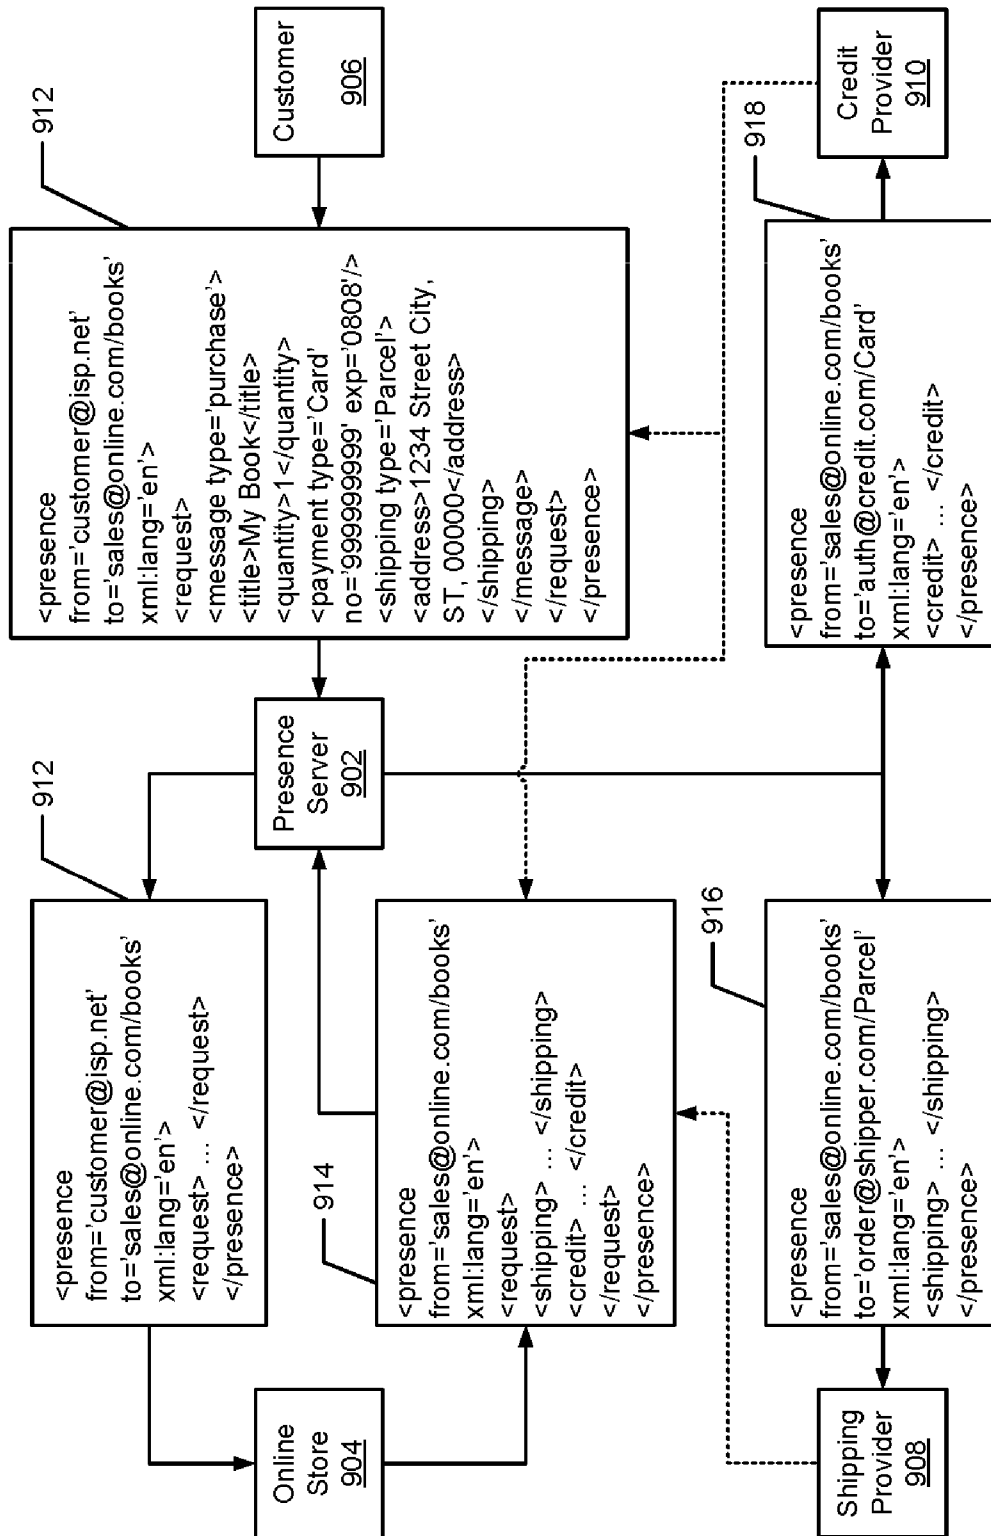 912
912
<presence
from='customer@isp.net'
to='sales@online.com/books'
xml:lang='en'>
<request> ... </request>
</presence>
<presence
from='customer@isp.net'
to='sales@online.com/books'
xml:lang='en'>
<request>
<message type='purchase'>
<title>My Book</title>
<quantity>1</quantity>
<payment type='Card'
no='999999999' exp='0808'/>
<shipping type='Parcel'>
<address>1234 Street City,
ST, 00000</address>
</shipping>
</message>
</request>
</presence>
Online
Store
904
Presence
Server
902
Customer
906
914
<presence
from='sales@online.com/books'
xml:lang='en'>
<request>
<shipping> ... </shipping>
<credit> ... </credit>
</request>
</presence>
916
918
Shipping
Provider
908
<presence
from='sales@online.com/books'
to='order@shipper.com/Parcel'
xml:lang='en'>
<shipping> ... </shipping>
</presence>
<presence
from='sales@online.com/books'
to='auth@credit.com/Card'
xml:lang='en'>
<credit> ... </credit>
</presence>
Credit
Provider
910